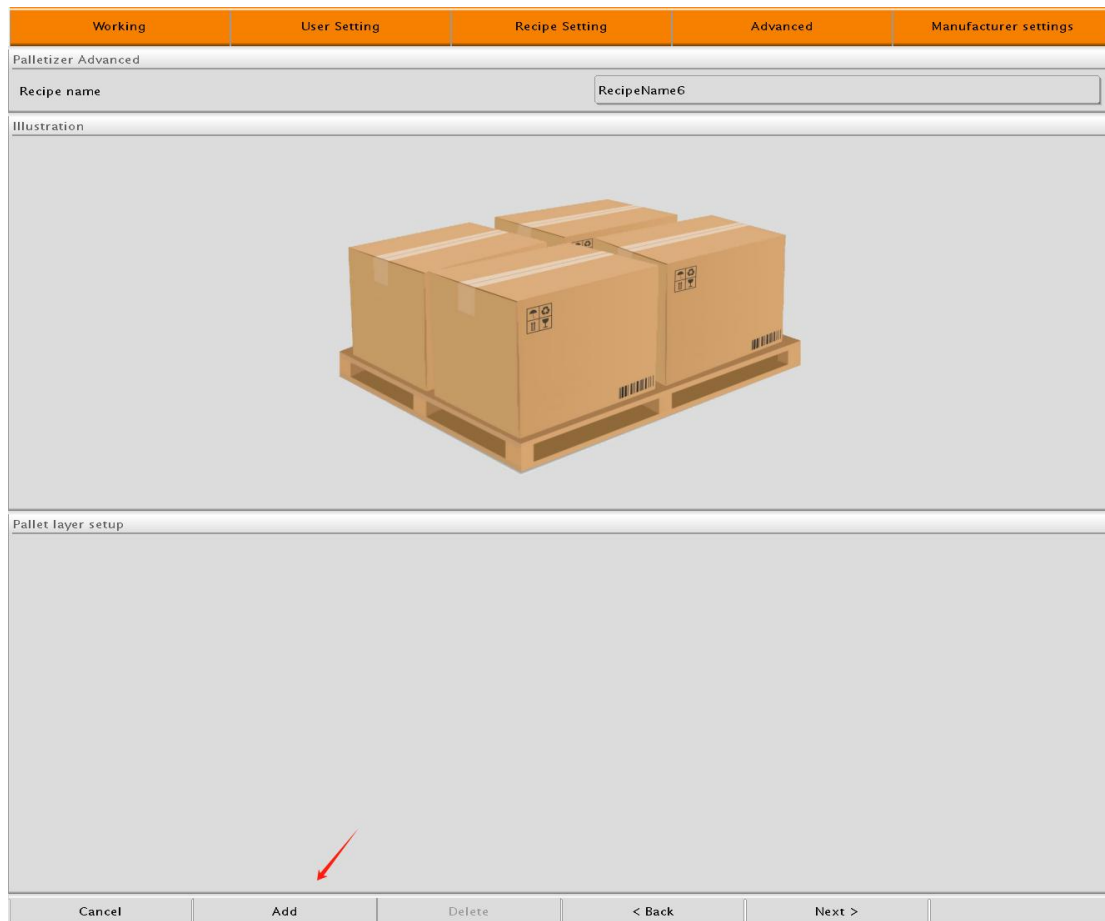 Working User Setting Recipe Setting Advanced Manufacturer settings
Palletizer Advanced
Recipe name RecipeName6
Illustration
Pallet layer setup
Cancel Add Delete < Back Next >